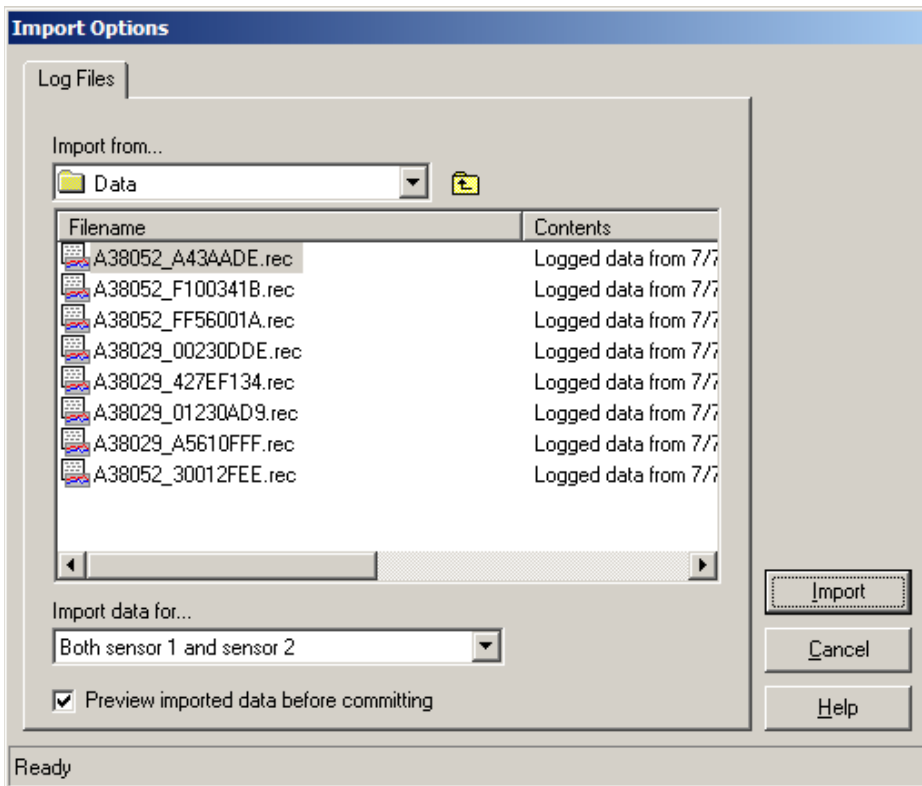 Import Options
Log Files
Import from...
Data
Filename Contents
A38052_A43AADE.rec Logged data from 7/7
A38052_F100341B.rec Logged data from 7/7
A38052_FF56001A.rec Logged data from 7/7
A38029_00230DDE.rec Logged data from 7/7
A38029_427EF134.rec Logged data from 7/7
A38029_01230AD9.rec Logged data from 7/7
A38029_A5610FFF.rec Logged data from 7/7
A38052_30012FEE.rec Logged data from 7/7
Import data for...
Both sensor 1 and sensor 2
Preview imported data before committing
Import
Cancel
Help
Ready